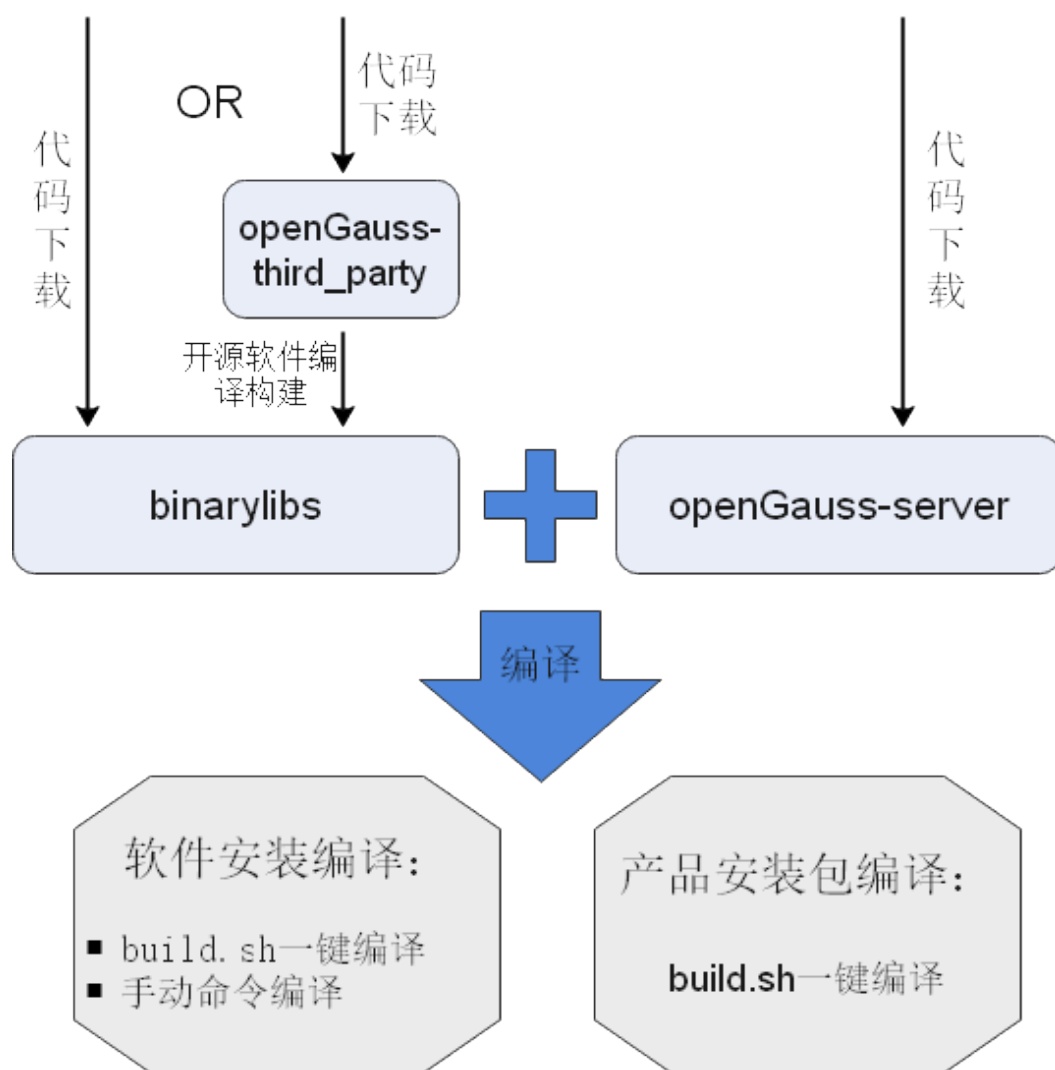 OR
代码
下载
代
码
下
载
代
码
下
载
openGauss-
third_party
开源软件编
译构建
binarylibs
openGauss-server
编译
软件安装编译：
■ build.sh一键编译
■ 手动命令编译
产品安装包编译：
build.sh一键编译